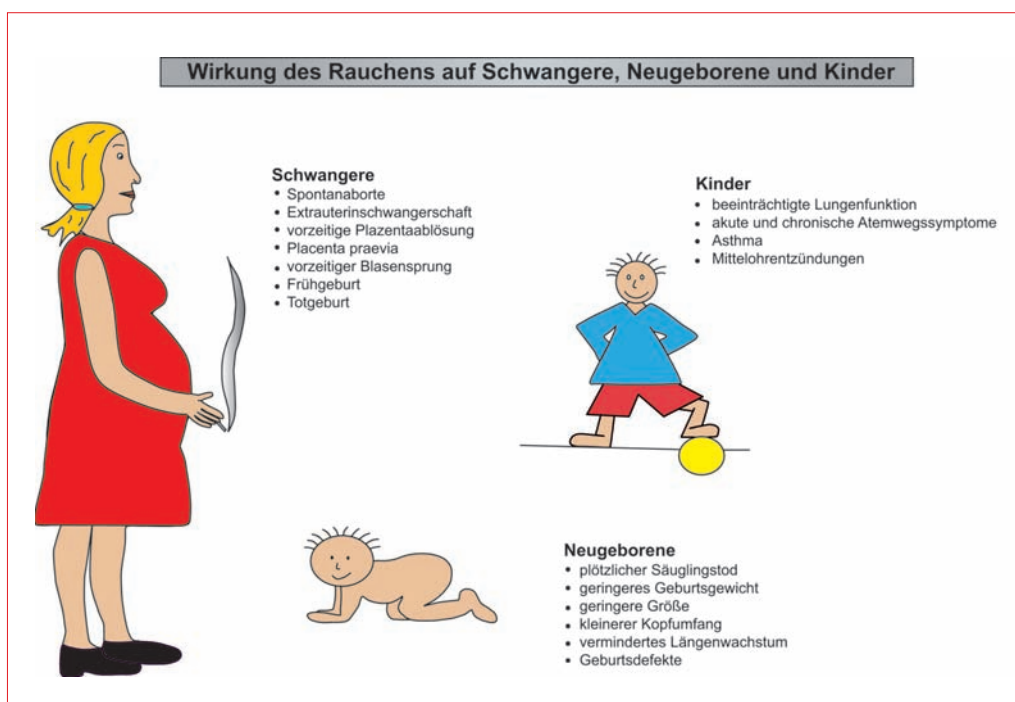 Wirkung des Rauchens auf Schwangere, Neugeborene und Kinder
Schwangere
• Spontanaborte
• Extrauterinschwangerschaft
• vorzeitige Plazentaablösung
• Placenta praevia
• vorzeitiger Blasensprung
• Frühgeburt
• Totgeburt
Kinder
• beeinträchtigte Lungenfunktion
• akute und chronische Atemwegssymptome
• Asthma
• Mittelohrentzündungen
Neugeborene
• plötzlicher Säuglingstod
• geringeres Geburtsgewicht
• geringere Größe
• kleinerer Kopfumfang
• vermindertes Längenwachstum
• Geburtsdefekte